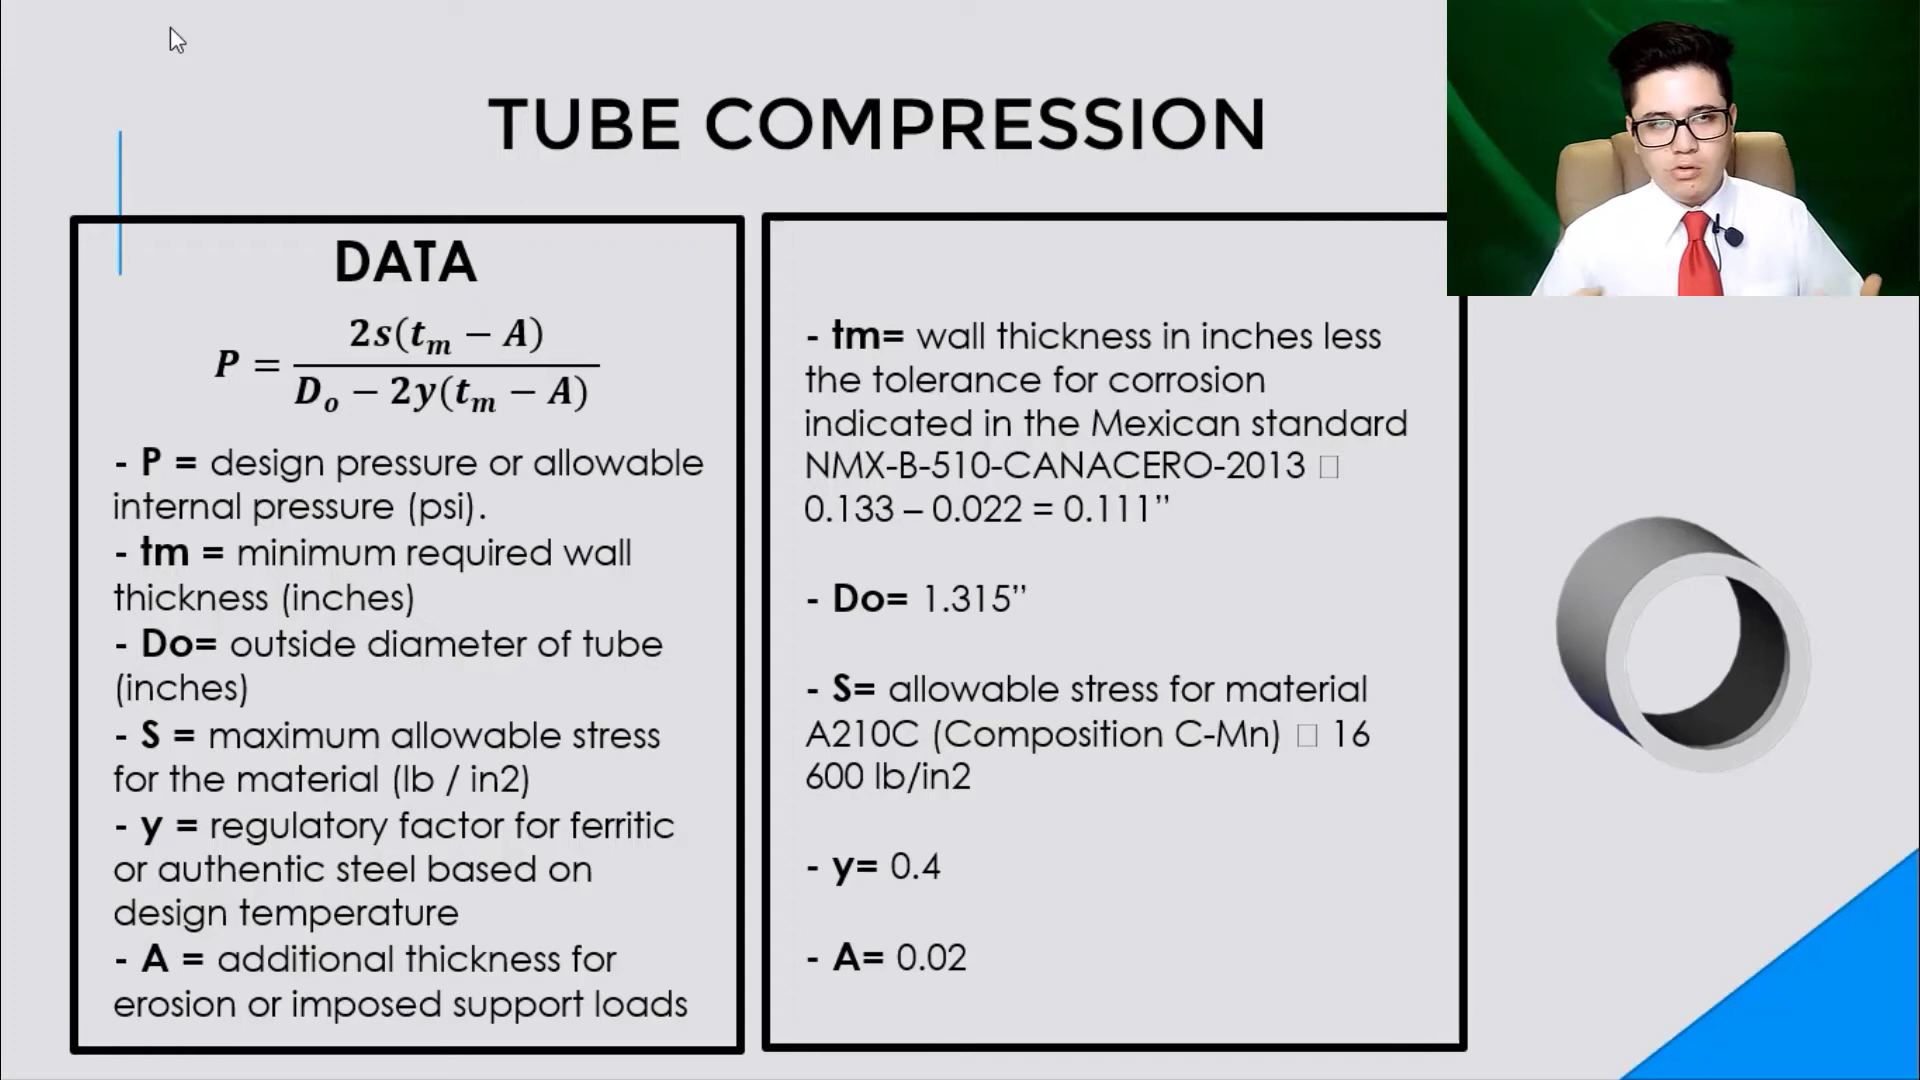 TUBE COMPRESSION
DATA
P = 2s(tₘ − A) / Dₒ − 2y(tₘ − A)
- P = design pressure or allowable
internal pressure (psi).
- tm = minimum required wall
thickness (inches)
- Do= outside diameter of tube
(inches)
- S = maximum allowable stress
for the material (lb / in2)
- y = regulatory factor for ferritic
or authentic steel based on
design temperature
- A = additional thickness for
erosion or imposed support loads
- tm= wall thickness in inches less
the tolerance for corrosion
indicated in the Mexican standard
NMX-B-510-CANACERO-2013 □
0.133 – 0.022 = 0.111”
- Do= 1.315”
- S= allowable stress for material
A210C (Composition C-Mn) □ 16
600 lb/in2
- y= 0.4
- A= 0.02